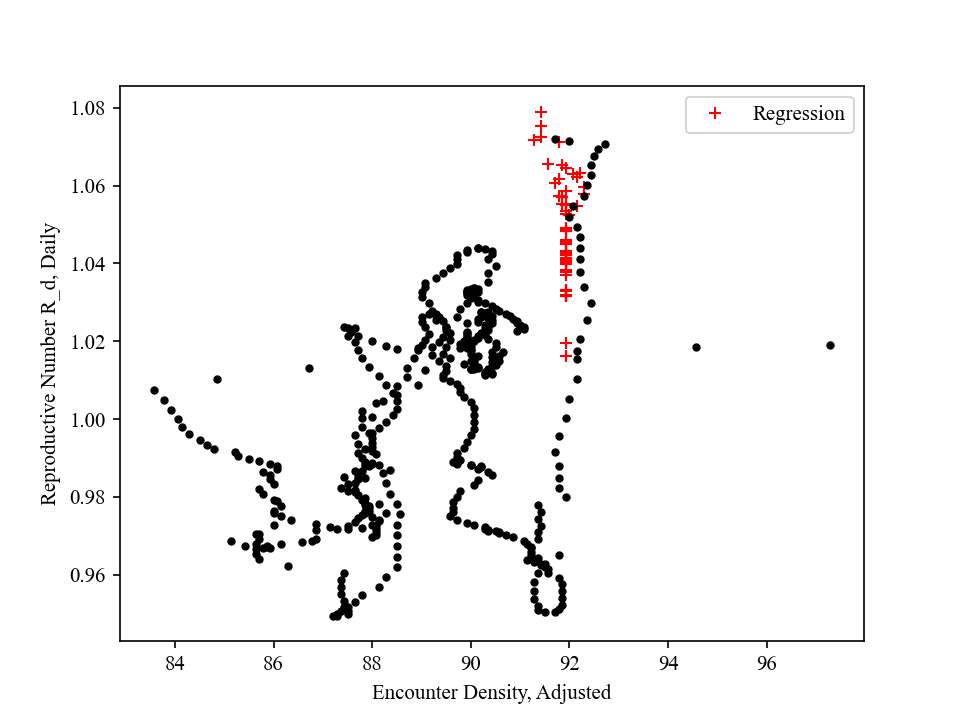 Reproductive Number R_d, Daily
1.08
1.06
1.04
1.02
1.00
0.98
0.96
Regression
84 86 88 90 92 94 96
Encounter Density, Adjusted